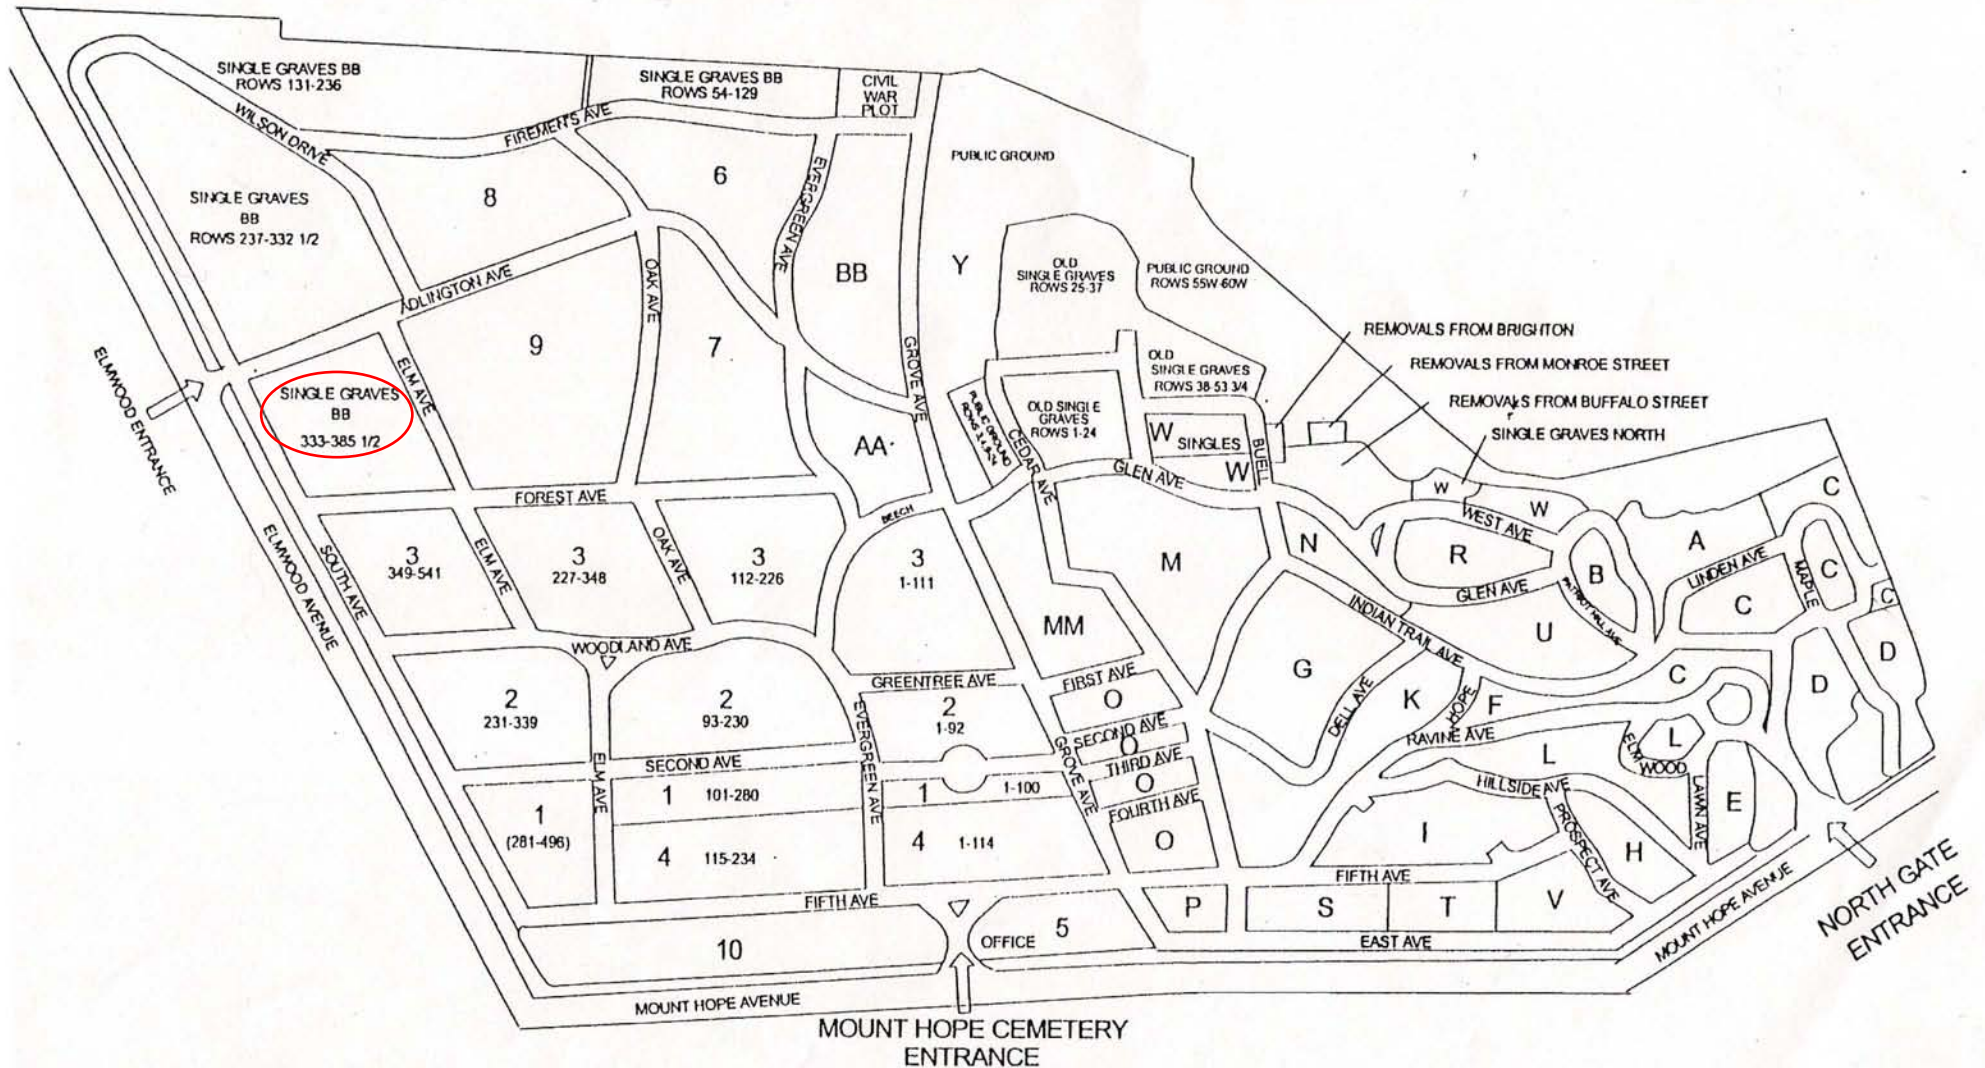 SINGLE GRAVES BB
ROWS 131-236
SINGLE GRAVES BB
ROWS 54-129
CIVIL
WAR
PLOT
WILSON DRIVE
FIREMEN'S AVE
SINGLE GRAVES
BB
ROWS 237-332 1/2
8
6
EVERGREEN AVE
BB
PUBLIC GROUND
Y
OLD
SINGLE GRAVES
ROWS 25-37
PUBLIC GROUND
ROWS 55W-60W
ADLINGTON AVE
OAK AVE
9
7
GROVE AVE
ELMWOOD ENTRANCE
SINGLE GRAVES
BB
333-385 1/2
ELM AVE
AA
PUBLIC GROUND
CEDAR AVE
OLD SINGLE
GRAVES
ROWS 1-24
OLD
SINGLE GRAVES
ROWS 38-53 3/4
REMOVALS FROM BRIGHTON
REMOVALS FROM MONROE STREET
REMOVALS FROM BUFFALO STREET
SINGLE GRAVES NORTH
W SINGLES
W
BUELL
GLEN AVE
W
W
WEST AVE
FOREST AVE
BEECH
SOUTH AVE
ELMWOOD AVENUE
3
349-541
ELM AVE
3
227-348
OAK AVE
3
112-226
3
1-111
M
N
R
GLEN AVE
B
PATRIOT HILL AVE
A
LINDEN AVE
MAPLE
C
C
C
C
INDIAN TRAIL AVE
U
MM
WOODLAND AVE
GREENTREE AVE
FIRST AVE
O
G
DELL AVE
K
HOPE
F
C
D
D
2
231-339
2
93-230
EVERGREEN AVE
2
1-92
GROVE AVE
SECOND AVE
O
THIRD AVE
O
FOURTH AVE
O
RAVINE AVE
L
ELM
WOOD
L
LAWN AVE
E
HILLSIDE AVE
SECOND AVE
ELM AVE
1
(281-496)
1 101-280
1 1-100
4 115-234
4 1-114
I
PROSPECT AVE
H
FIFTH AVE
FIFTH AVE
10
OFFICE
5
P
S
T
V
EAST AVE
MOUNT HOPE AVENUE
MOUNT HOPE AVENUE
NORTH GATE
ENTRANCE
MOUNT HOPE CEMETERY
ENTRANCE